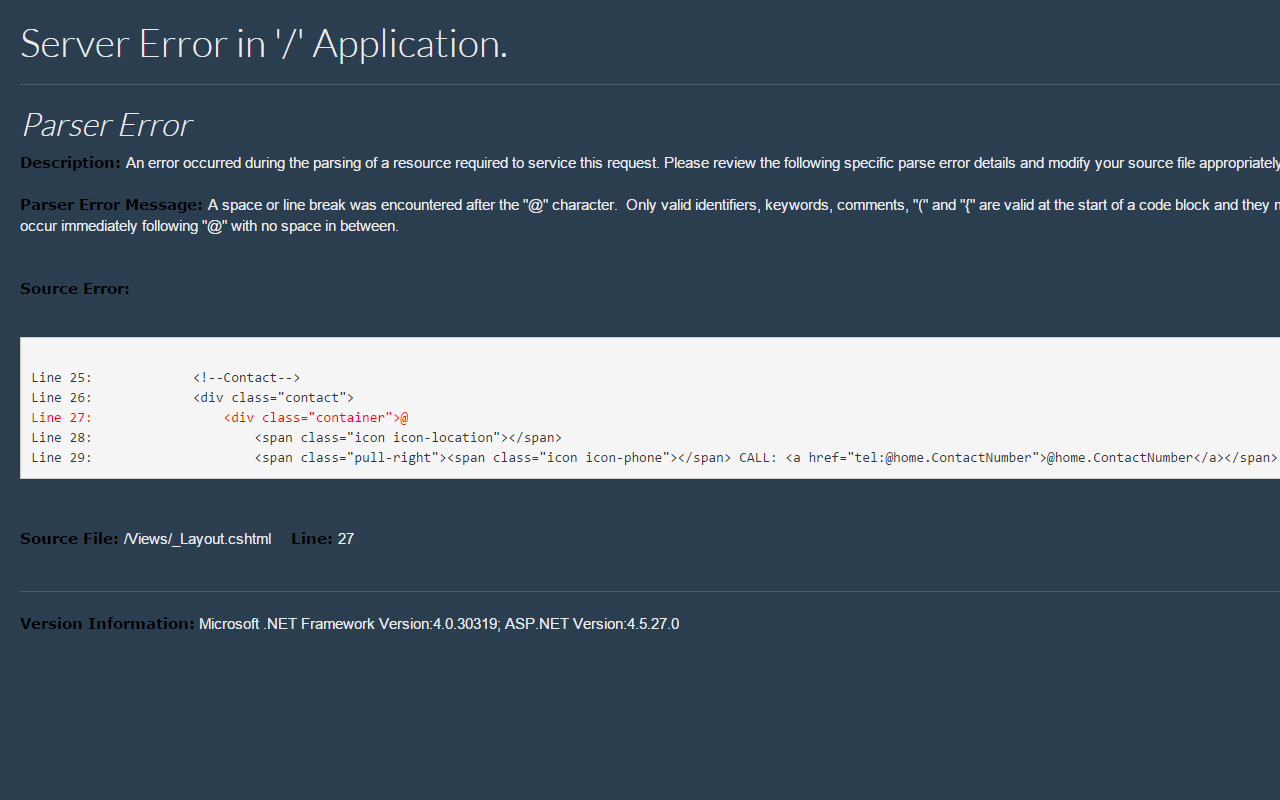 Server Error in '/' Application.
Parser Error
Description: An error occurred during the parsing of a resource required to service this request. Please review the following specific parse error details and modify your source file appropriately
Parser Error Message: A space or line break was encountered after the "@" character.  Only valid identifiers, keywords, comments, "(" and "{" are valid at the start of a code block and they
occur immediately following "@" with no space in between.
Source Error:
Line 25:             <!--Contact-->
Line 26:             <div class="contact">
Line 27:                 <div class="container">@
Line 28:                     <span class="icon icon-location"></span>
Line 29:                     <span class="pull-right"><span class="icon icon-phone"></span> CALL: <a href="tel:@home.ContactNumber">@home.ContactNumber</a></span>
Source File: /Views/_Layout.cshtml    Line: 27
Version Information: Microsoft .NET Framework Version:4.0.30319; ASP.NET Version:4.5.27.0